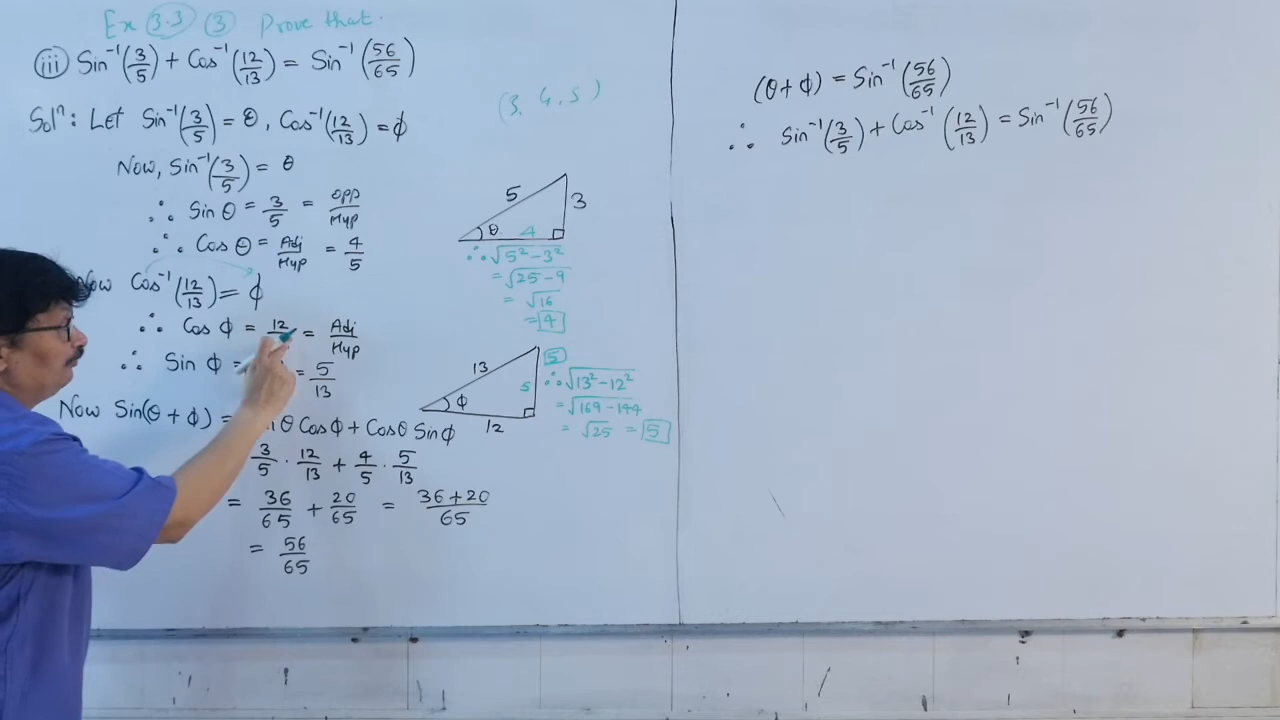 Ex 3.3 (3) Prove that.
(iii) Sin⁻¹(3/5) + Cos⁻¹(12/13) = Sin⁻¹(56/65)
Solⁿ: Let Sin⁻¹(3/5) = θ, Cos⁻¹(12/13) = ϕ
Now, Sin⁻¹(3/5) = θ
∴ Sin θ = 3/5 = Opp/Hyp
∴ Cos θ = Adj/Hyp = 4/5
Now Cos⁻¹(12/13) = ϕ
∴ Cos ϕ = 12/ = Adj/Hyp
∴ Sin ϕ = = 5/13
Now Sin(θ + ϕ) = θ Cosϕ + Cosθ Sinϕ
3/5 · 12/13 + 4/5 · 5/13
= 36/65 + 20/65 = (36+20)/65
= 56/65
(3, 4, 5)
5
3
θ 4
∴ √(5² − 3²)
= √(25 − 9)
= √16
= 4
13
5
ϕ
12
5
∴ √(13² − 12²)
= √(169 − 144)
= √25 = 5
(θ + ϕ) = Sin⁻¹(56/65)
∴ Sin⁻¹(3/5) + Cos⁻¹(12/13) = Sin⁻¹(56/65)